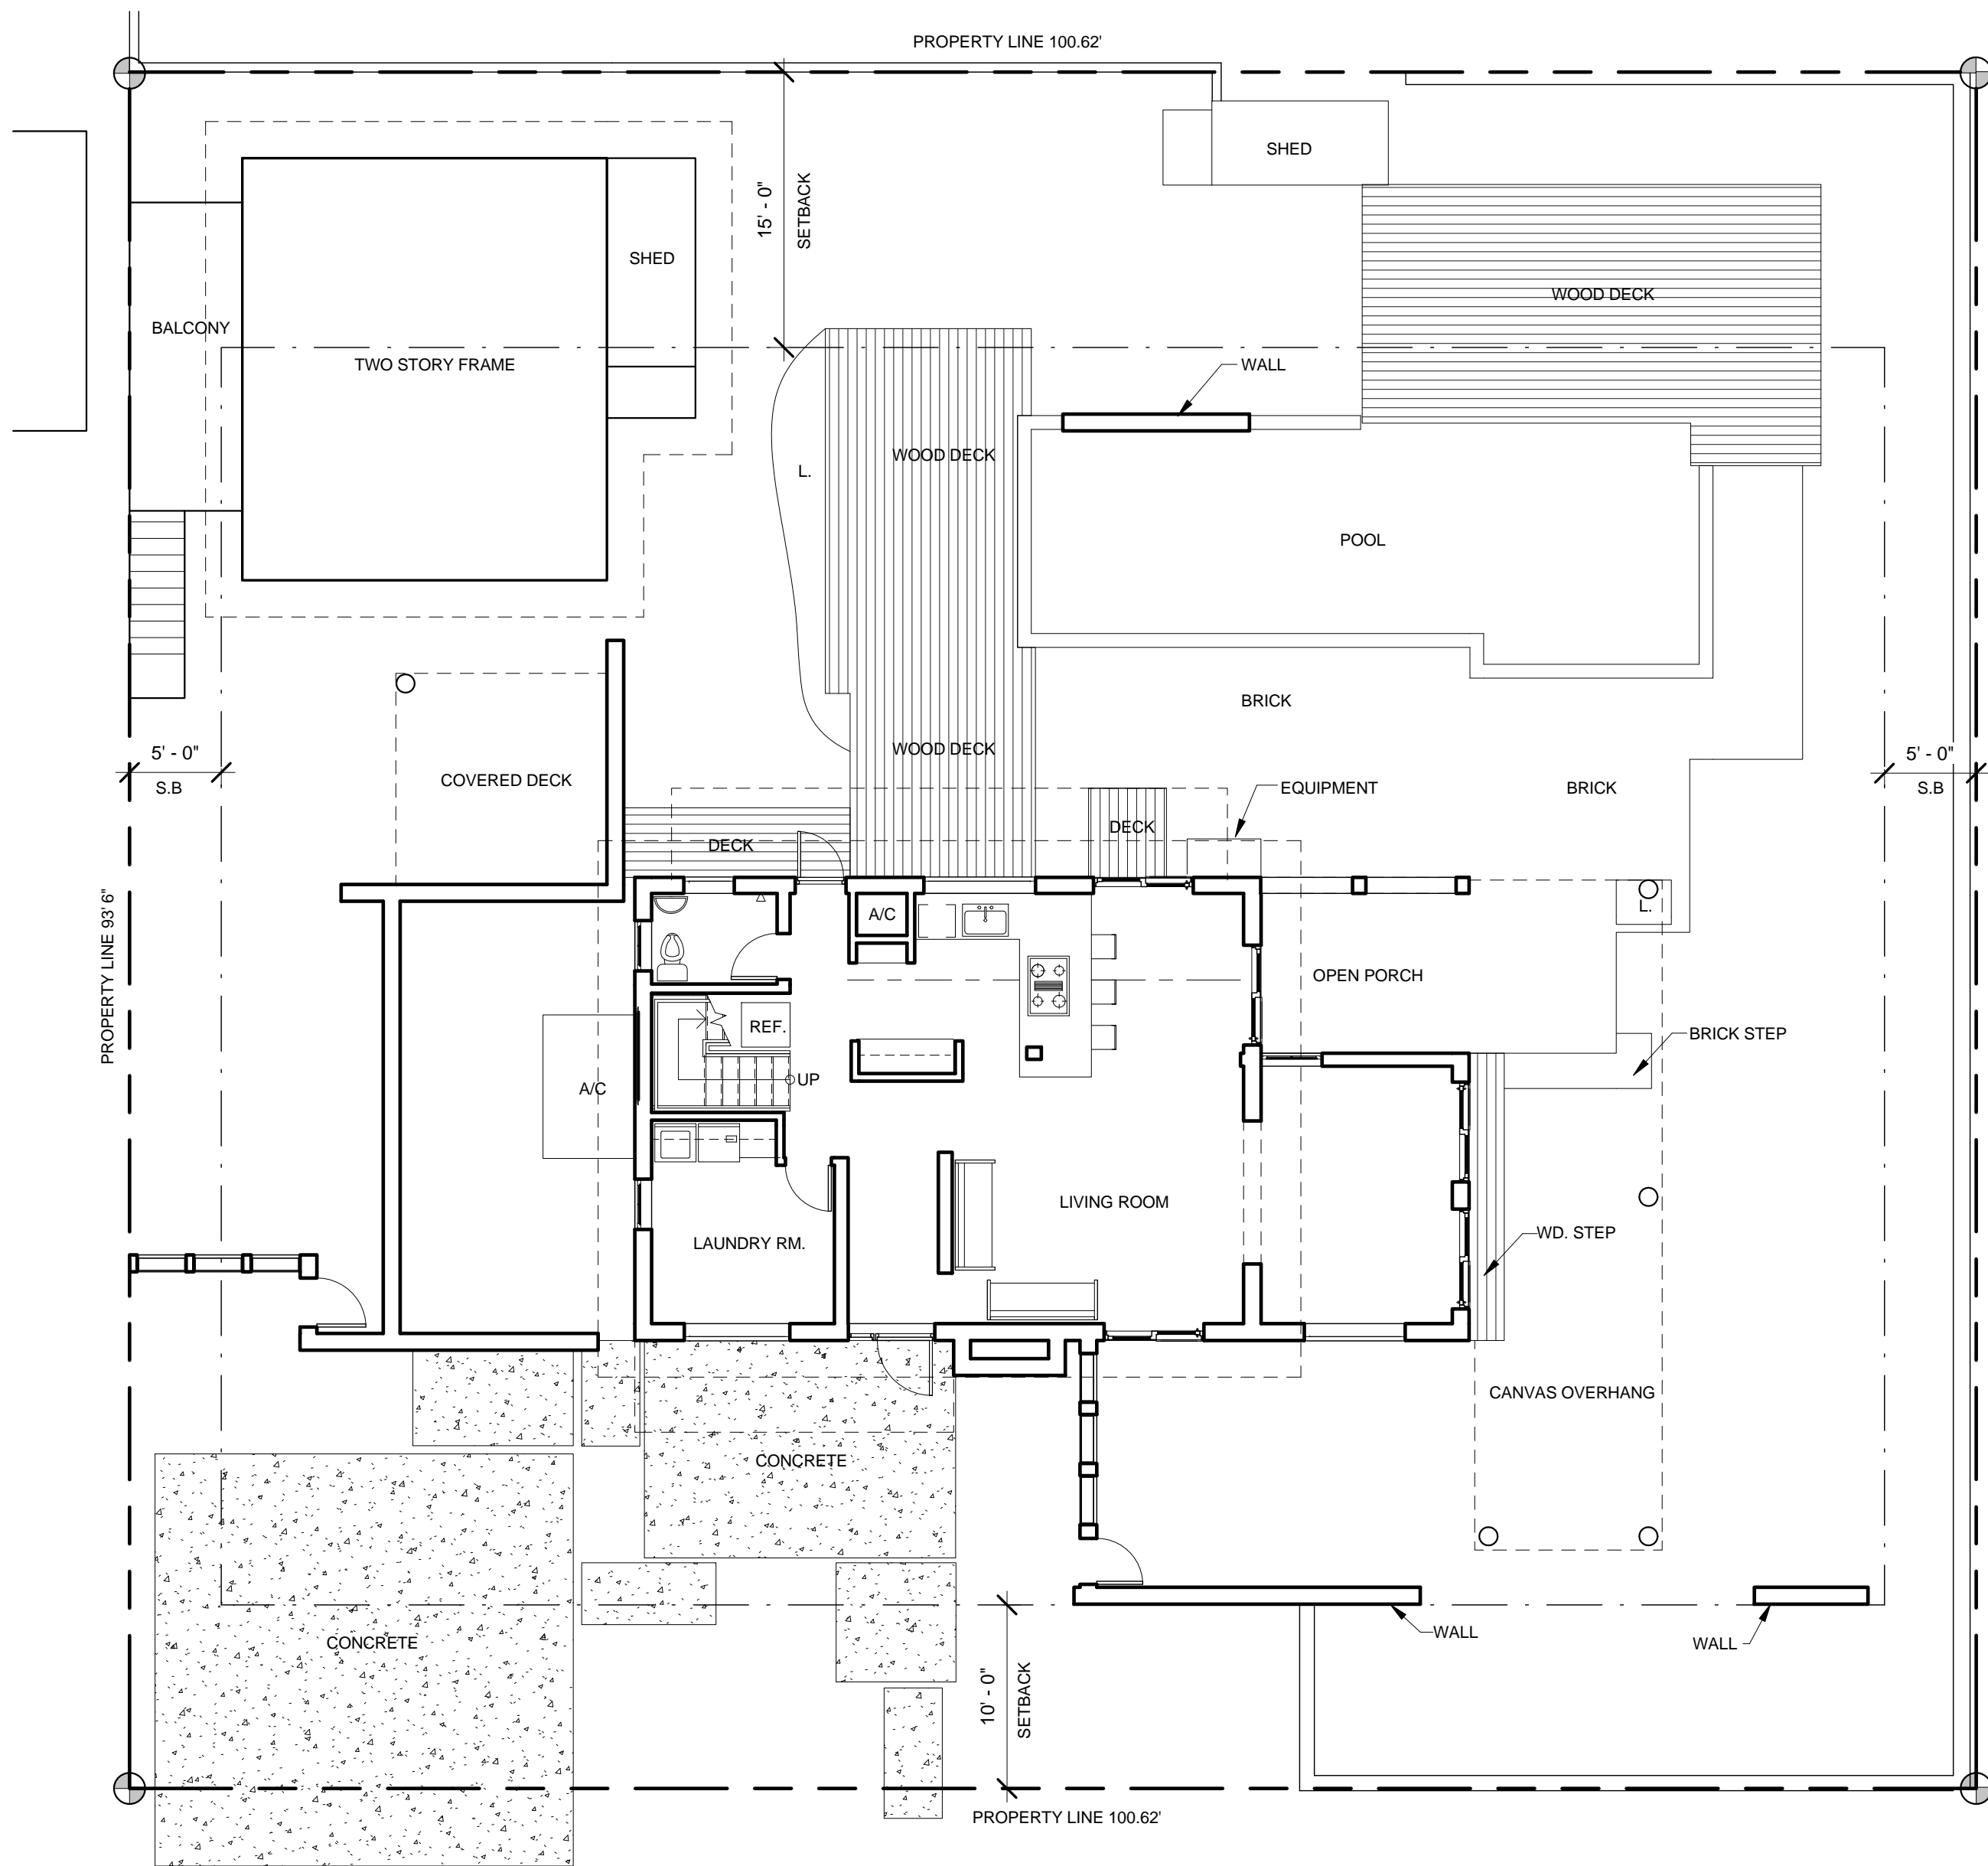 PROPERTY LINE 100.62'
SHED
15' - 0"
SETBACK
SHED
WOOD DECK
BALCONY
TWO STORY FRAME
WALL
WOOD DECK
L.
POOL
BRICK
5' - 0"
S.B
WOOD DECK
5' - 0"
S.B
COVERED DECK
EQUIPMENT
BRICK
DECK
DECK
PROPERTY LINE 93' 6"
A/C
L.
OPEN PORCH
REF.
BRICK STEP
UP
A/C
LIVING ROOM
LAUNDRY RM.
WD. STEP
CANVAS OVERHANG
CONCRETE
CONCRETE
WALL
WALL
10' - 0"
SETBACK
PROPERTY LINE 100.62'